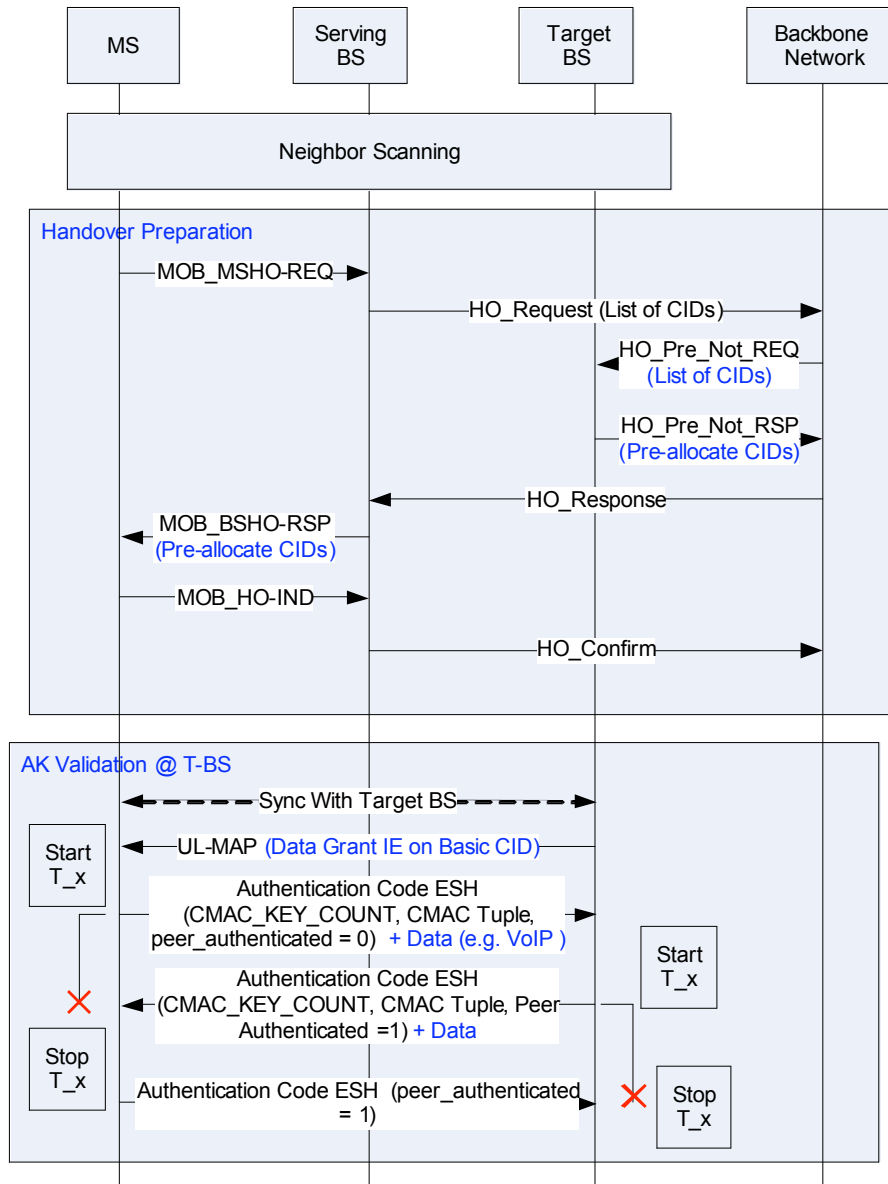 MS
Serving
BS
Target
BS
Backbone
Network
Neighbor Scanning
Handover Preparation
MOB_MSHO-REQ
HO_Request (List of CIDs)
HO_Pre_Not_REQ
(List of CIDs)
HO_Pre_Not_RSP
(Pre-allocate CIDs)
HO_Response
MOB_BSHO-RSP
(Pre-allocate CIDs)
MOB_HO-IND
HO_Confirm
AK Validation @ T-BS
Sync With Target BS
UL-MAP (Data Grant IE on Basic CID)
Start
T_x
Authentication Code ESH
(CMAC_KEY_COUNT, CMAC Tuple,
peer_authenticated = 0) + Data (e.g. VoIP )
Start
T_x
Authentication Code ESH
(CMAC_KEY_COUNT, CMAC Tuple, Peer
Authenticated =1) + Data
Stop
T_x
Authentication Code ESH (peer_authenticated
= 1)
Stop
T_x